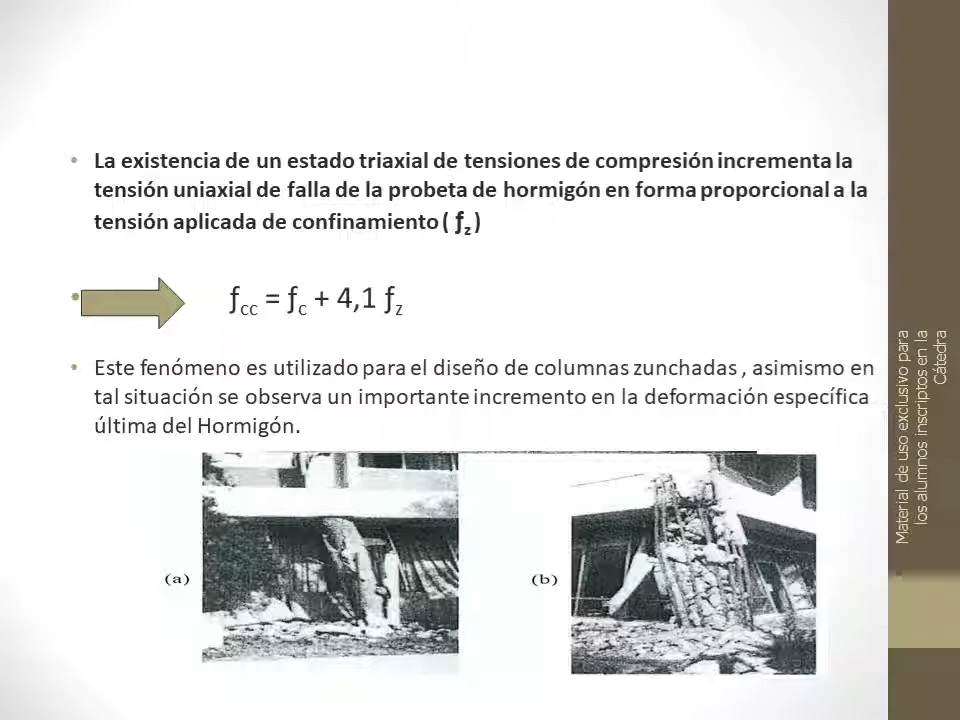 • La existencia de un estado triaxial de tensiones de compresión incrementa la
tensión uniaxial de falla de la probeta de hormigón en forma proporcional a la
tensión aplicada de confinamiento ( ƒz )
• ƒcc = ƒc + 4,1 ƒz
• Este fenómeno es utilizado para el diseño de columnas zunchadas , asimismo en
tal situación se observa un importante incremento en la deformación específica
última del Hormigón.
(a)
(b)
Material de uso exclusivo para
los alumnos inscriptos en la
Cátedra